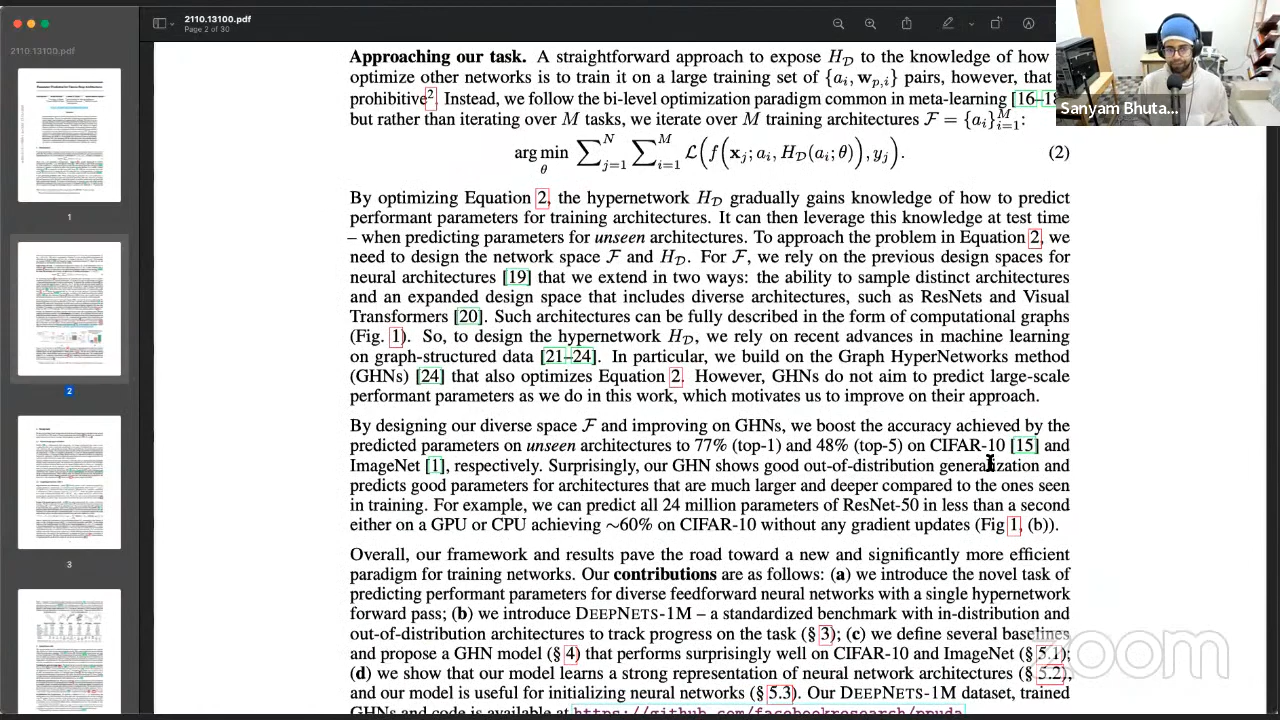 2110.13100.pdf
Page 2 of 30
2110.13100.pdf
1
2
3
Sanyam Bhuta...
Approaching our task. A straightforward approach to expose H_D to the knowledge of how
optimize other networks is to train it on a large training set of {a_i, w_{p,i}} pairs, however, that
prohibitive2. Instead, we follow the bi-level optimization paradigm common in meta-learning [16–19
but rather than iterating over M tasks, we iterate over M training architectures F = {a_i}_{i=1}^M:
∑_{j=1}^N ∑_{i=1}^M L(f( H_D(a_i; θ)), y_j). (2)
By optimizing Equation 2, the hypernetwork H_D gradually gains knowledge of how to predict
performant parameters for training architectures. It can then leverage this knowledge at test time
– when predicting parameters for unseen architectures. To approach the problem in Equation 2, we
need to design the network space F and H_D. For F, we rely on the previous design spaces for
neural architectures [9] that we extend in two ways: the ability to sample distinct architectures
and an expanded design space that includes diverse architectures, such as ResNets and Visual
Transformers [20]. Such architectures can be fully described in the form of computational graphs
(Fig. 1). So, to design the hypernetwork H_D, we rely on recent advances in machine learning
on graph-structured data [21–24]. In particular, we build on the Graph HyperNetworks method
(GHNs) [24] that also optimizes Equation 2. However, GHNs do not aim to predict large-scale
performant parameters as we do in this work, which motivates us to improve on their approach.
By designing our diverse space F and improving on GHNs, we boost the accuracy achieved by the
predicted parameters on unseen architectures to 77% (top-1) and 48% (top-5) on CIFAR-10 [15] and
ImageNet [1], respectively. Surprisingly, our GHN shows good out-of-distribution generalization and
predicts good parameters for architectures that are much larger and deeper compared to the ones seen
in training. For example, we can predict all 24 million parameters of ResNet-50 in less than a second
either on a GPU or CPU achieving ~60% on CIFAR-10 without any gradient updates (Fig. 1, (b)).
Overall, our framework and results pave the road toward a new and significantly more efficient
paradigm for training networks. Our contributions are as follows: (a) we introduce the novel task of
predicting performant parameters for diverse feedforward neural networks with a single hypernetwork
forward pass; (b) we introduce DEEPNETS-1M – a standardized benchmark with in-distribution and
out-of-distribution architectures to track progress on the task (§ 3); (c) we define several baselines
and propose a GHN model (§ 4) that performs surprisingly well on CIFAR-10 and ImageNet (§ 5.1);
(d) we show that our model learns a strong representation of neural network architectures (§ 5.2),
and our model is useful for initializing neural networks (§ ). Our DEEPNETS-1M dataset, trained
GHNs and code is available at https://github.com/facebookresearch/ppuda
zoom